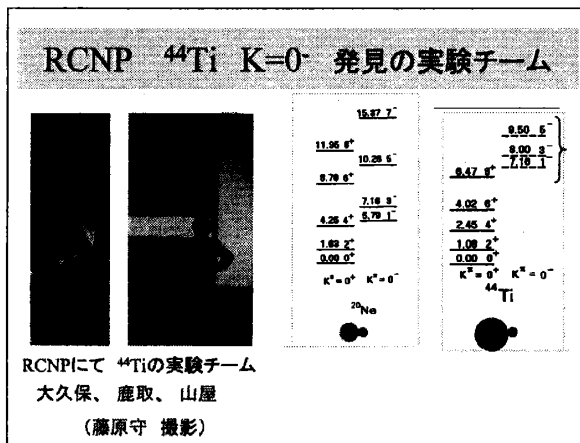 RCNP ⁴⁴Ti K=0⁻ 発見の実験チーム
15.37 7⁻
11.95 8⁺
10.26 5⁻
8.78 6⁺
7.16 3⁻
5.79 1⁻
4.25 4⁺
1.63 2⁺
0.00 0⁺
Kᵖ=0⁺ Kᵖ=0⁻
²⁰Ne
9.50 5⁻
8.00 3⁻
7.16 1⁻
6.47 8⁺
4.02 6⁺
2.45 4⁺
1.08 2⁺
0.00 0⁺
K^π=0⁺ K^π=0⁻
⁴⁴Ti
RCNPにて ⁴⁴Tiの実験チーム
大久保、鹿取、山屋
(藤原守 撮影)